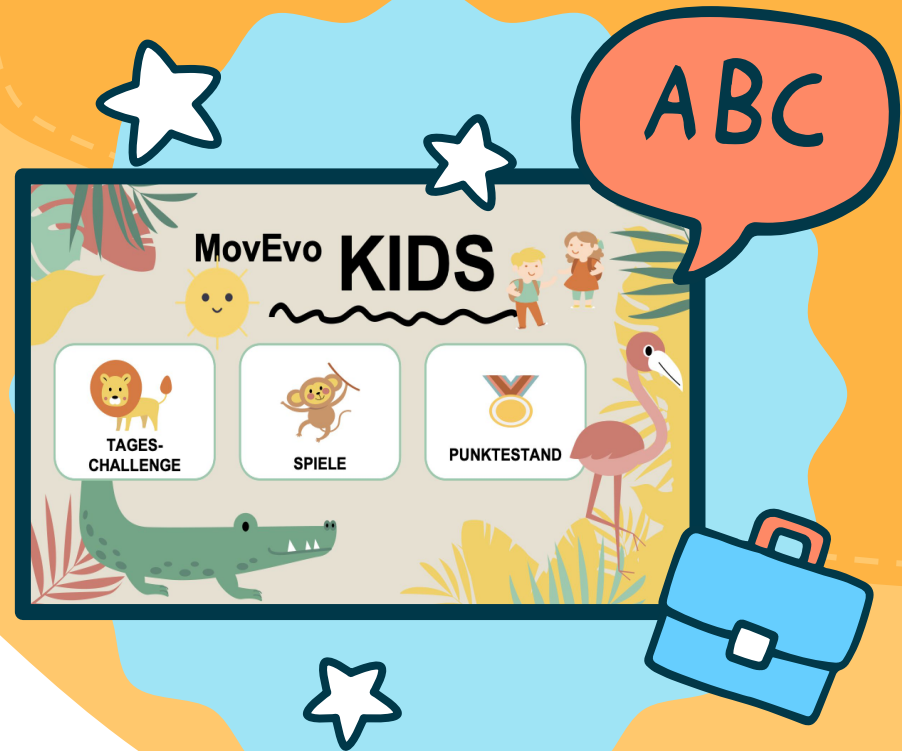 ABC
MovEvo KIDS
TAGES-
CHALLENGE
SPIELE
PUNKTESTAND